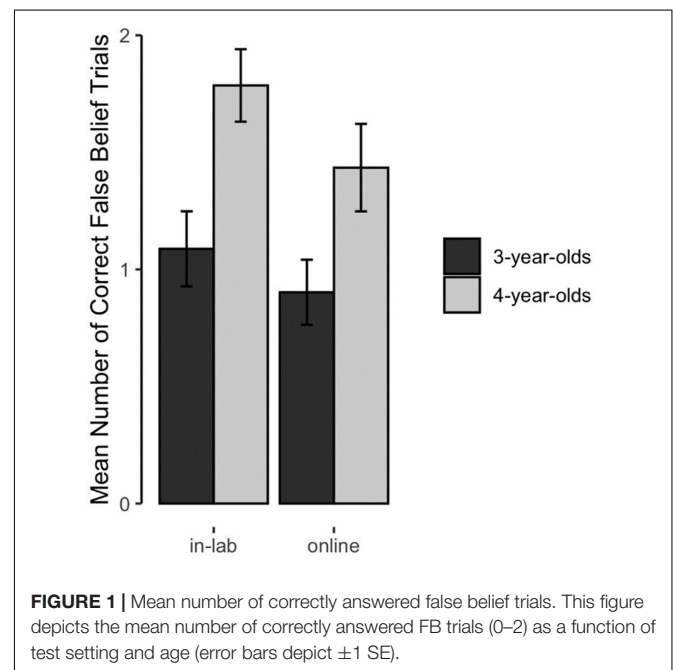 Mean Number of Correct False Belief Trials
2
1
0
in-lab
online
3-year-olds
4-year-olds
FIGURE 1 | Mean number of correctly answered false belief trials. This figure
depicts the mean number of correctly answered FB trials (0–2) as a function of
test setting and age (error bars depict ±1 SE).